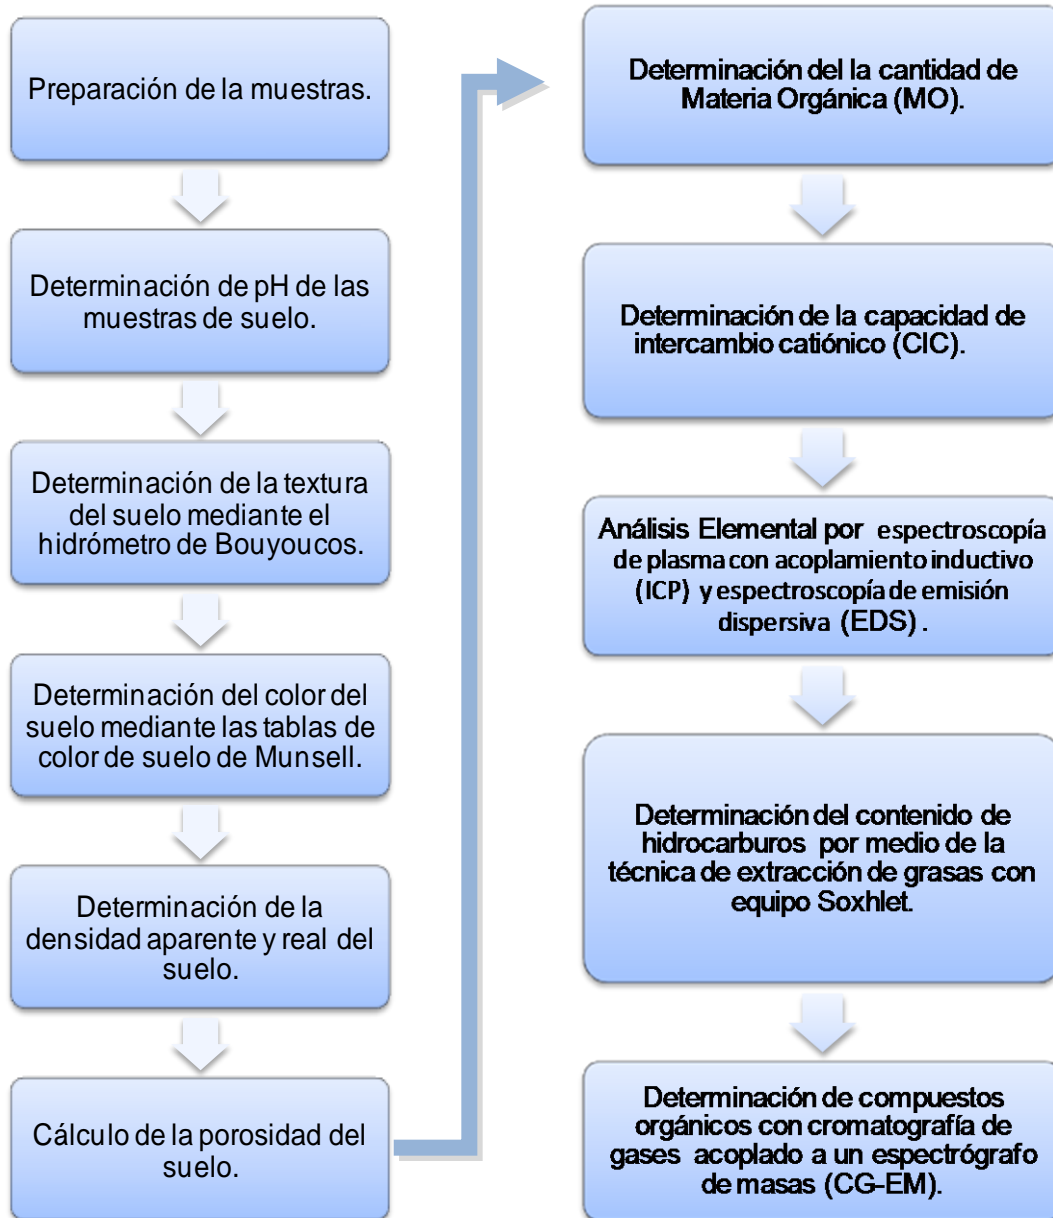 Preparación de la muestras.
Determinación de pH de las
muestras de suelo.
Determinación de la textura
del suelo mediante el
hidrómetro de Bouyoucos.
Determinación del color del
suelo mediante las tablas de
color de suelo de Munsell.
Determinación de la
densidad aparente y real del
suelo.
Cálculo de la porosidad del
suelo.
Determinación del la cantidad de
Materia Orgánica (MO).
Determinación de la capacidad de
intercambio catiónico (CIC).
Análisis Elemental por espectroscopía
de plasma con acoplamiento inductivo
(ICP) y espectroscopía de emisión
dispersiva (EDS) .
Determinación del contenido de
hidrocarburos por medio de la
técnica de extracción de grasas con
equipo Soxhlet.
Determinación de compuestos
orgánicos con cromatografía de
gases acoplado a un espectrógrafo
de masas (CG-EM).